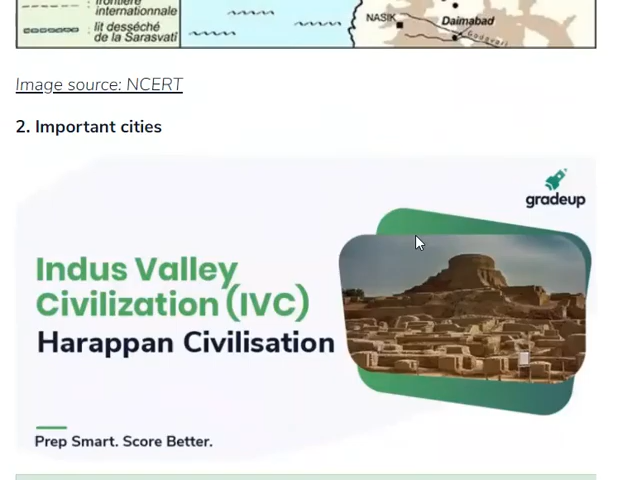 frontière
internationale
lit desséché
de la Sarasvati
NASIK
Daimabad
Godavari
Image source: NCERT
2. Important cities
gradeup
Indus Valley
Civilization (IVC)
Harappan Civilisation
Prep Smart. Score Better.